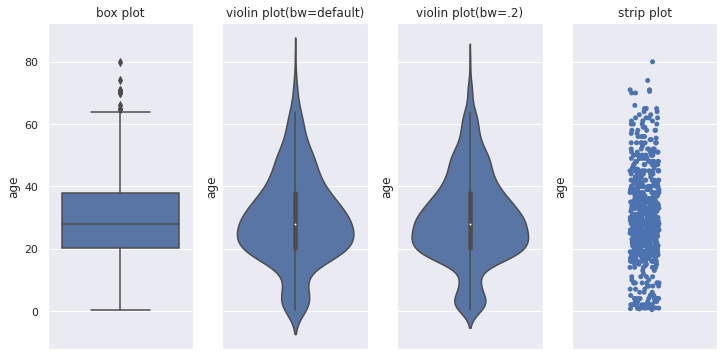 box plot
violin plot(bw=default)
violin plot(bw=.2)
strip plot
age
80
60
40
20
0
age
age
age